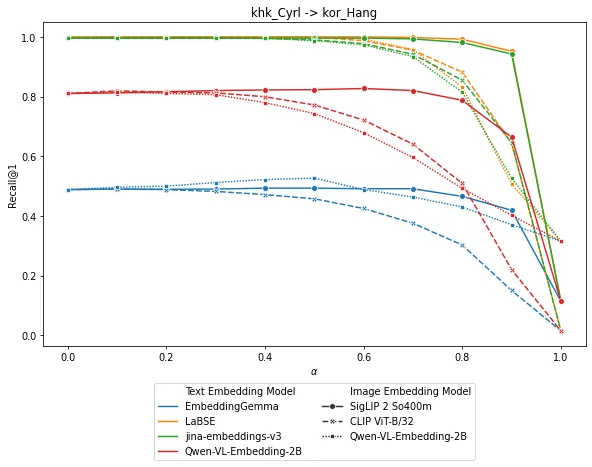 khk_Cyrl -> kor_Hang
Recall@1
1.0
0.8
0.6
0.4
0.2
0.0
0.0 0.2 0.4 0.6 0.8 1.0
α
Text Embedding Model
EmbeddingGemma
LaBSE
jina-embeddings-v3
Qwen-VL-Embedding-2B
Image Embedding Model
SigLIP 2 So400m
CLIP ViT-B/32
Qwen-VL-Embedding-2B